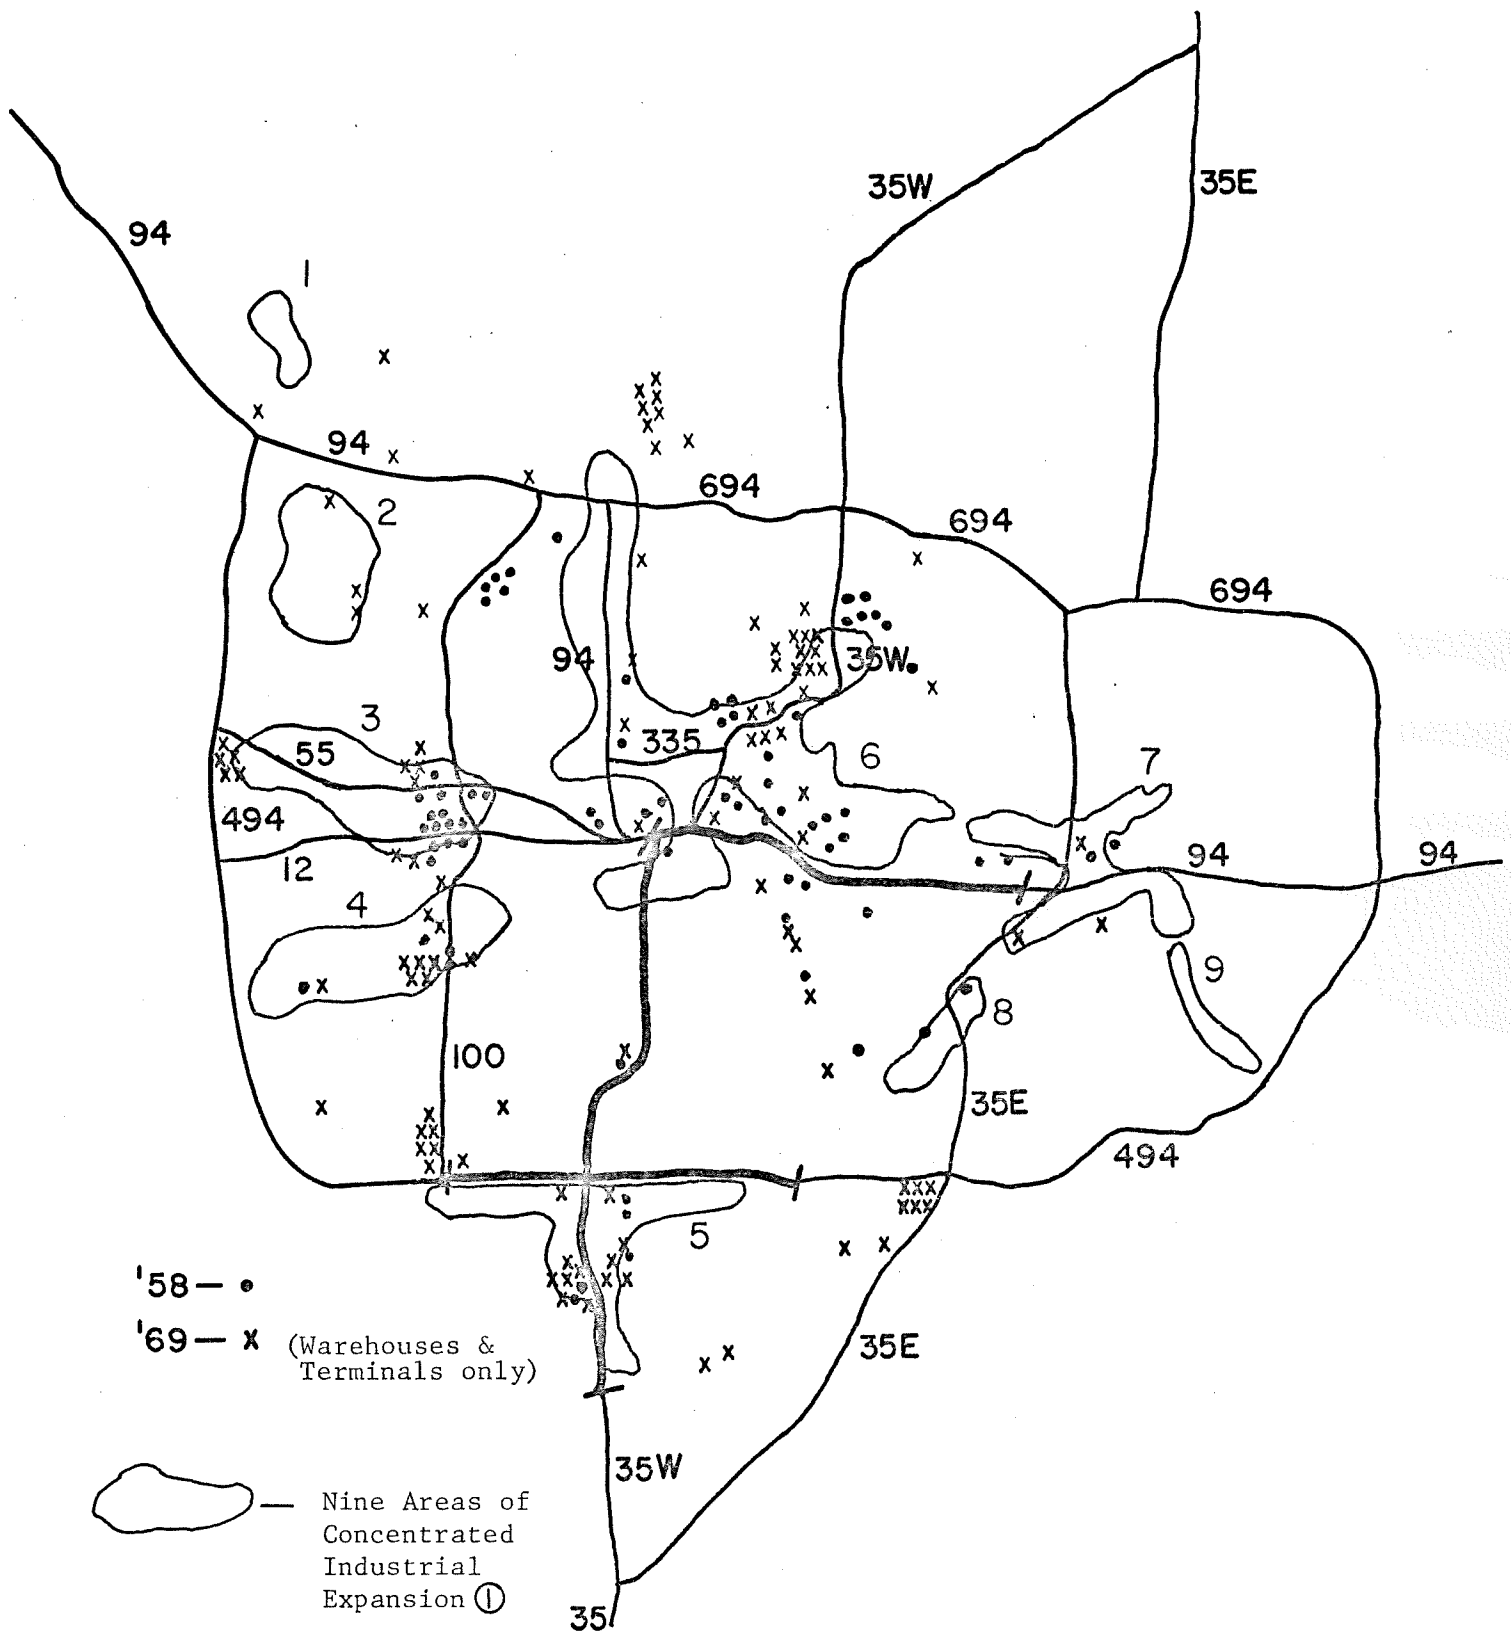 35W
35E
94
1
94
694
2
694
694
94
35W
3
55
335
6
7
494
12
94
94
4
9
8
100
35E
494
5
'58 — ●
'69 — x (Warehouses &
Terminals only)
35E
35W
— Nine Areas of
Concentrated
Industrial
Expansion ①
35